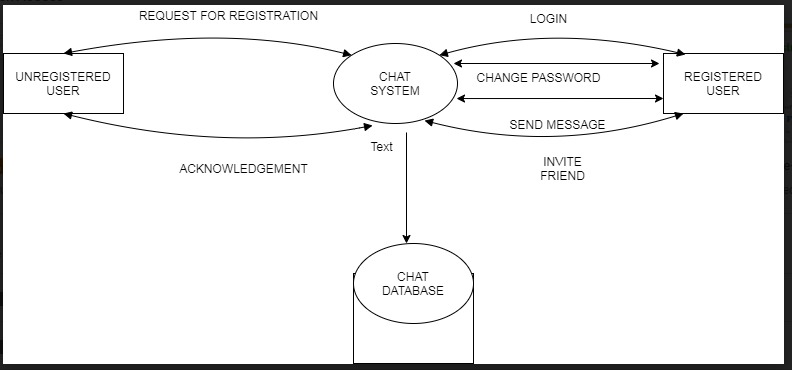 REQUEST FOR REGISTRATION
LOGIN
UNREGISTERED
USER
CHAT
SYSTEM
CHANGE PASSWORD
REGISTERED
USER
SEND MESSAGE
Text
ACKNOWLEDGEMENT
INVITE
FRIEND
CHAT
DATABASE